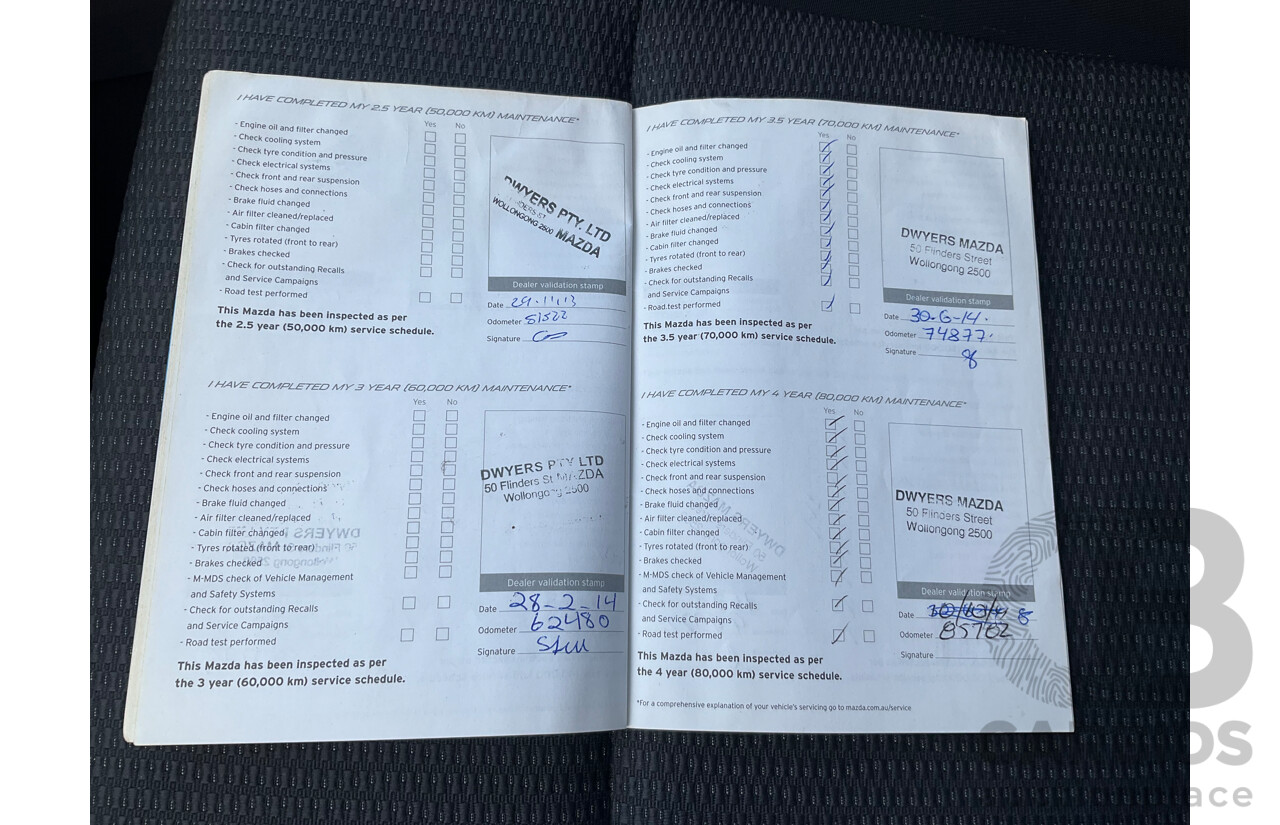 I HAVE COMPLETED MY 2.5 YEAR (50,000 KM) MAINTENANCE*
Yes No
- Engine oil and filter changed
- Check cooling system
- Check tyre condition and pressure
- Check electrical systems
- Check front and rear suspension
- Check hoses and connections
- Brake fluid changed
- Air filter cleaned/replaced
- Cabin filter changed
- Tyres rotated (front to rear)
- Brakes checked
- Check for outstanding Recalls
and Service Campaigns
- Road test performed
This Mazda has been inspected as per
the 2.5 year (50,000 km) service schedule.
DWYERS PTY. LTD
WOLLONGONG 2500 MAZDA
Dealer validation stamp
Date 29.11.13
Odometer 51522
Signature
I HAVE COMPLETED MY 3 YEAR (60,000 KM) MAINTENANCE*
Yes No
- Engine oil and filter changed
- Check cooling system
- Check tyre condition and pressure
- Check electrical systems
- Check front and rear suspension
- Check hoses and connections
- Brake fluid changed
- Air filter cleaned/replaced
- Cabin filter changed
- Tyres rotated (front to rear)
- Brakes checked
- M-MDS check of Vehicle Management
and Safety Systems
- Check for outstanding Recalls
and Service Campaigns
- Road test performed
This Mazda has been inspected as per
the 3 year (60,000 km) service schedule.
DWYERS PTY LTD
50 Flinders St MAZDA
Wollongong 2500
Dealer validation stamp
Date 28-2-14
Odometer 62480
Signature
I HAVE COMPLETED MY 3.5 YEAR (70,000 KM) MAINTENANCE*
Yes No
- Engine oil and filter changed
- Check cooling system
- Check tyre condition and pressure
- Check electrical systems
- Check front and rear suspension
- Check hoses and connections
- Air filter cleaned/replaced
- Brake fluid changed
- Cabin filter changed
- Tyres rotated (front to rear)
- Brakes checked
- Check for outstanding Recalls
and Service Campaigns
- Road test performed
This Mazda has been inspected as per
the 3.5 year (70,000 km) service schedule.
DWYERS MAZDA
50 Flinders Street
Wollongong 2500
Dealer validation stamp
Date 30-6-14.
Odometer 74877.
Signature
I HAVE COMPLETED MY 4 YEAR (80,000 KM) MAINTENANCE*
Yes No
- Engine oil and filter changed
- Check cooling system
- Check tyre condition and pressure
- Check electrical systems
- Check front and rear suspension
- Check hoses and connections
- Brake fluid changed
- Air filter cleaned/replaced
- Cabin filter changed
- Tyres rotated (front to rear)
- Brakes checked
- M-MDS check of Vehicle Management
and Safety Systems
- Check for outstanding Recalls
and Service Campaigns
- Road test performed
This Mazda has been inspected as per
the 4 year (80,000 km) service schedule.
DWYERS MAZDA
50 Flinders Street
Wollongong 2500
Dealer validation stamp
Date
Odometer 85762
Signature
*For a comprehensive explanation of your vehicle's servicing go to mazda.com.au/service